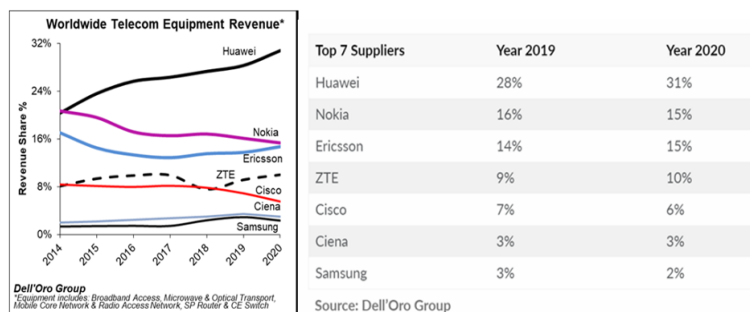 Worldwide Telecom Equipment Revenue*
32%
24%
16%
8%
0%
Revenue Share %
Huawei
Nokia
Ericsson
ZTE
Cisco
Ciena
Samsung
2014 2015 2016 2017 2018 2019 2020
Dell'Oro Group
*Equipment includes: Broadband Access, Microwave & Optical Transport,
Mobile Core Network & Radio Access Network, SP Router & CE Switch
Top 7 Suppliers Year 2019 Year 2020
Huawei 28% 31%
Nokia 16% 15%
Ericsson 14% 15%
ZTE 9% 10%
Cisco 7% 6%
Ciena 3% 3%
Samsung 3% 2%
Source: Dell'Oro Group